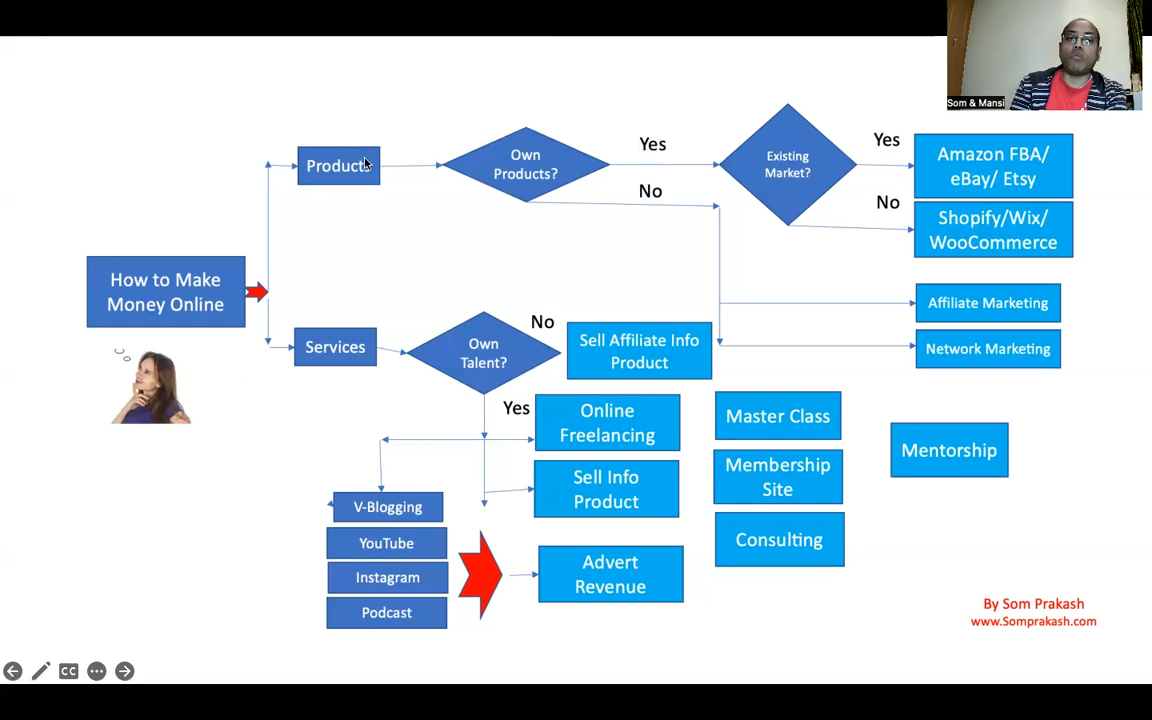 Som & Mansi
Products
Own
Products?
Yes
No
Existing
Market?
Yes
No
Amazon FBA/
eBay/ Etsy
Shopify/Wix/
WooCommerce
How to Make
Money Online
Affiliate Marketing
Network Marketing
Services
Own
Talent?
No
Sell Affiliate Info
Product
Yes
Online
Freelancing
Master Class
Mentorship
Membership
Site
Sell Info
Product
V-Blogging
YouTube
Instagram
Podcast
Consulting
Advert
Revenue
By Som Prakash
www.Somprakash.com
CC